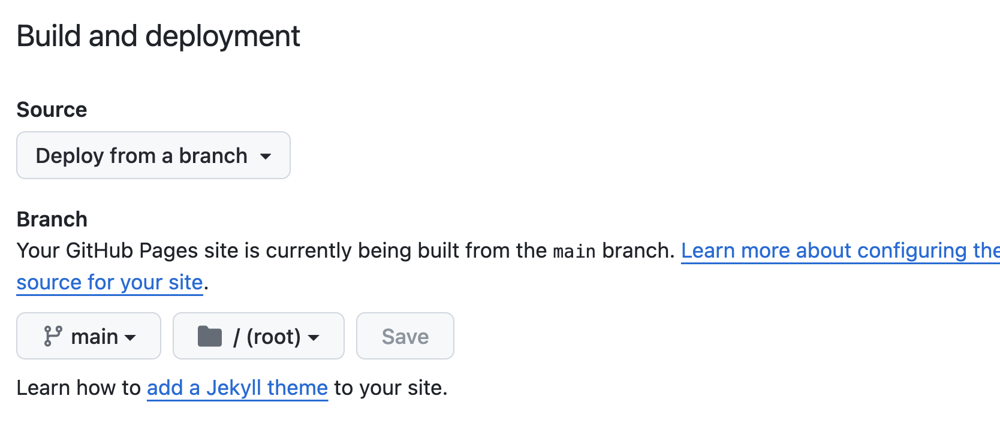 Build and deployment
Source
Deploy from a branch
Branch
Your GitHub Pages site is currently being built from the main branch. Learn more about configuring the
source for your site.
main / (root) Save
Learn how to add a Jekyll theme to your site.